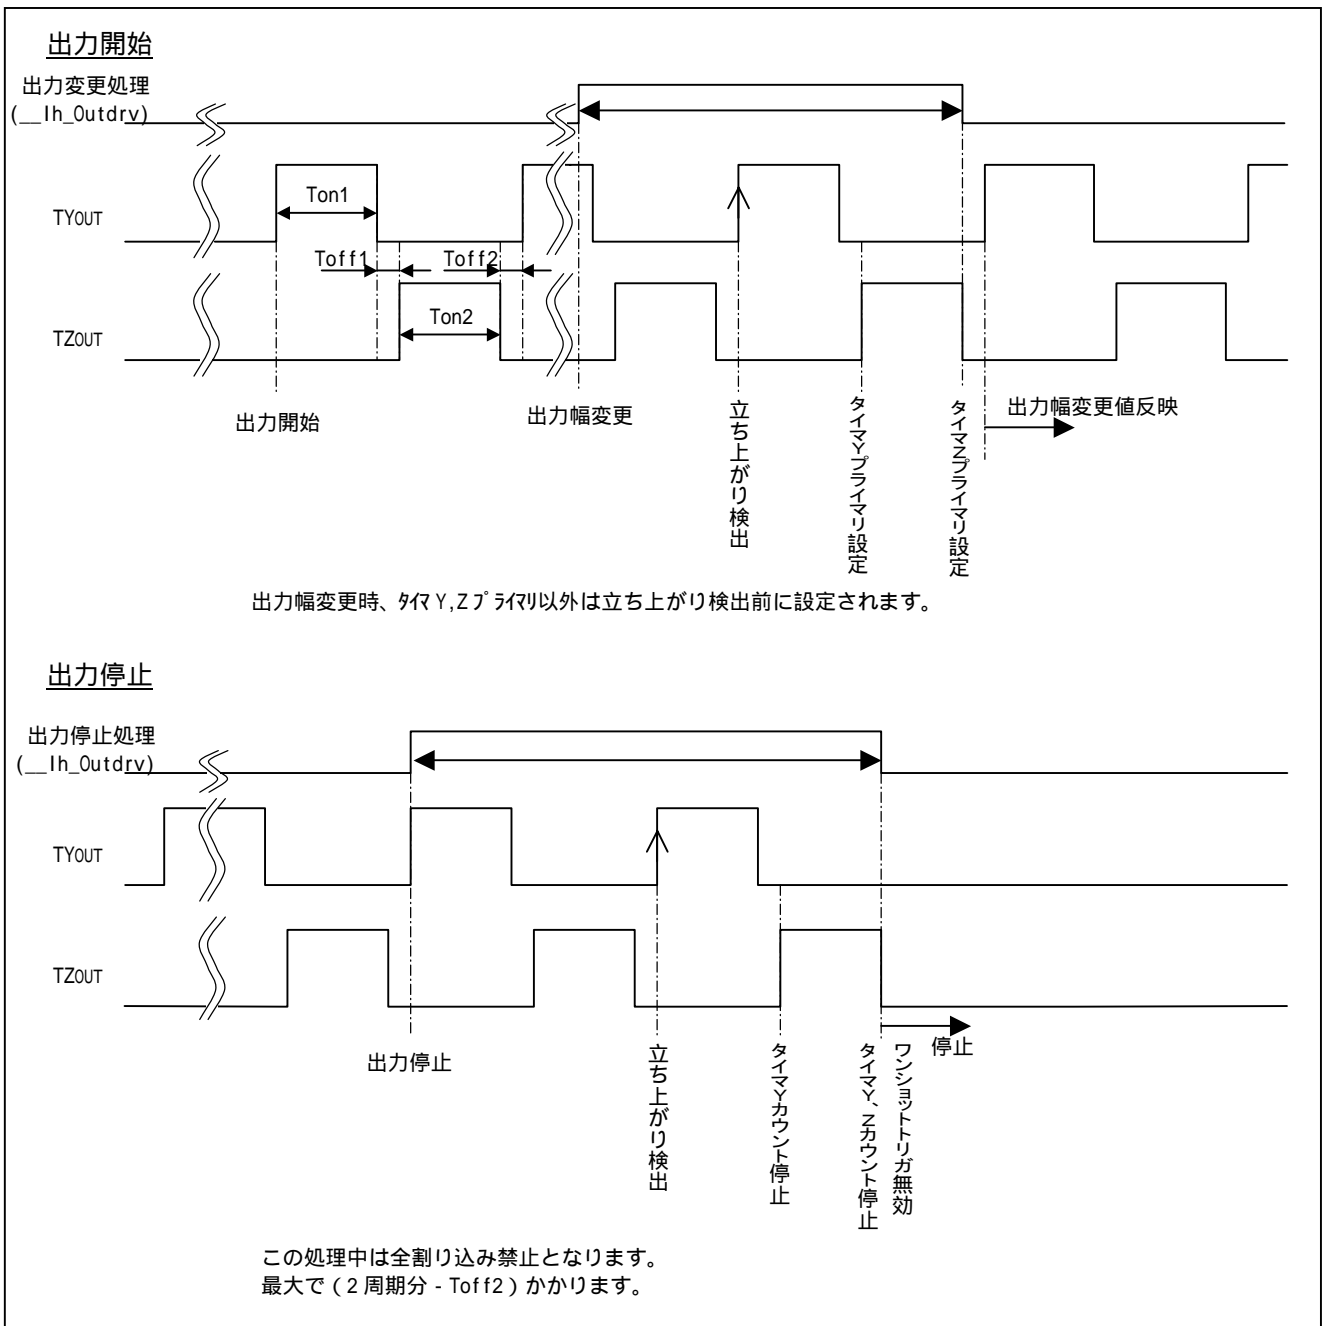 出力開始
出力変更処理
(__Ih_Outdrv)
TYOUT
Ton1
Toff1
Toff2
TZOUT
Ton2
出力開始
出力幅変更
立ち上がり検出
タイマYプライマリ設定
タイマZプライマリ設定
出力幅変更値反映
出力幅変更時、ﾀｲﾏ Y,Z ﾌﾟﾗｲﾏﾘ以外は立ち上がり検出前に設定されます。
出力停止
出力停止処理
(__Ih_Outdrv)
TYOUT
TZOUT
出力停止
立ち上がり検出
タイマYカウント停止
タイマY、Zカウント停止
ワンショットトリガ無効
停止
この処理中は全割り込み禁止となります。
最大で（2 周期分 - Toff2）かかります。